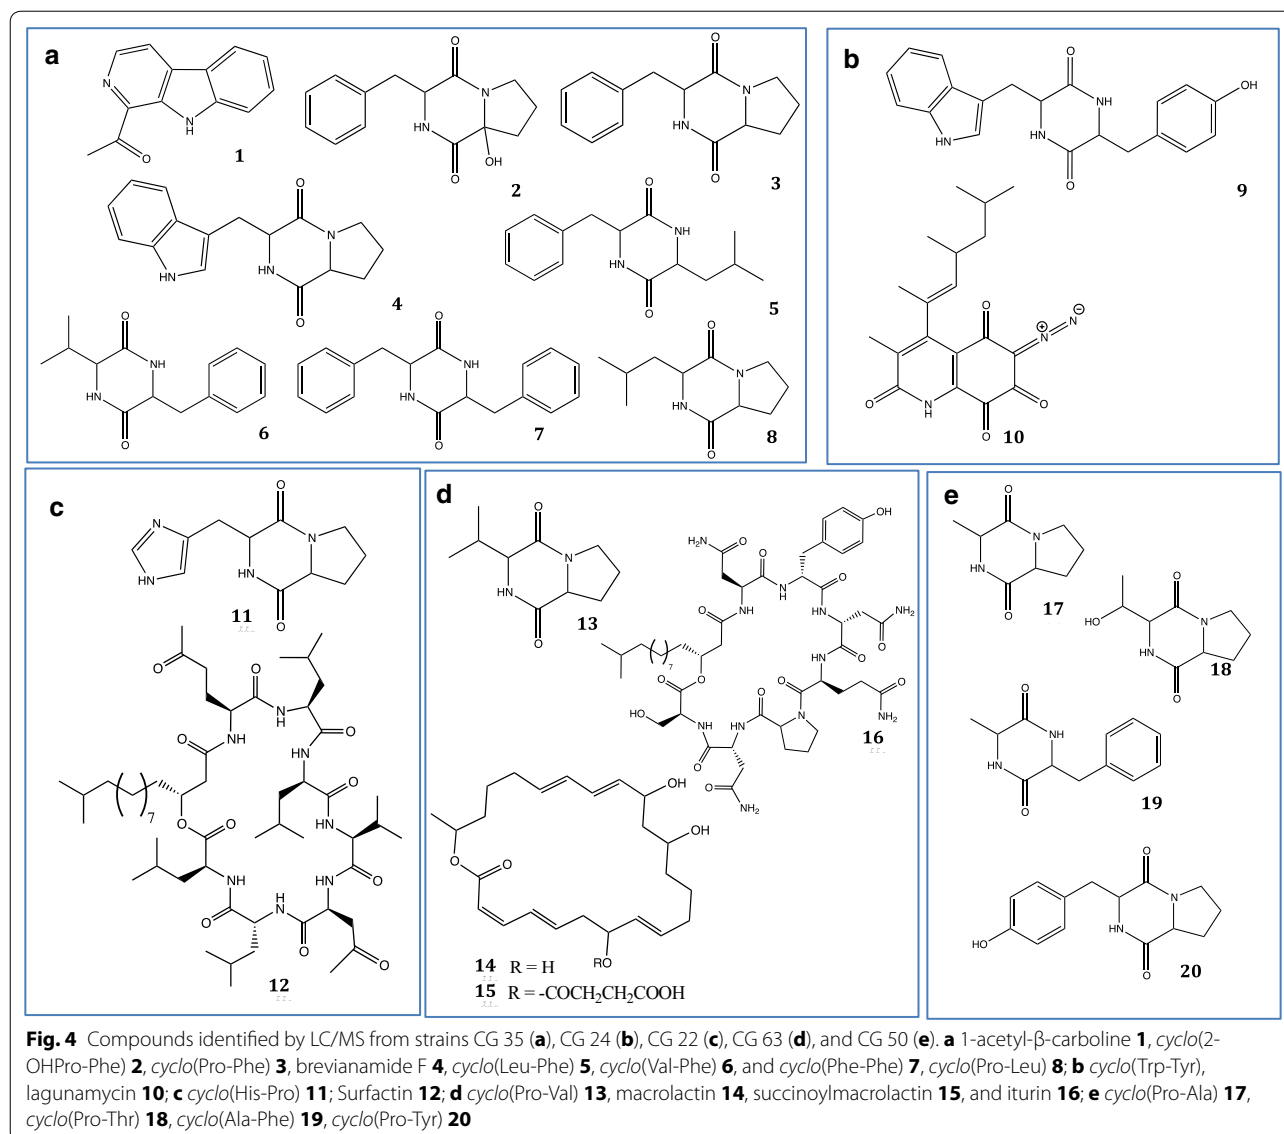 a
b
c
d
e
1
2
3
4
5
6
7
8
9
10
11
12
13
14 R = H
15 R = -COCH₂CH₂COOH
16
17
18
19
20
Fig. 4 Compounds identified by LC/MS from strains CG 35 (a), CG 24 (b), CG 22 (c), CG 63 (d), and CG 50 (e). a 1-acetyl-β-carboline 1, cyclo(2-
OHPro-Phe) 2, cyclo(Pro-Phe) 3, brevianamide F 4, cyclo(Leu-Phe) 5, cyclo(Val-Phe) 6, and cyclo(Phe-Phe) 7, cyclo(Pro-Leu) 8; b cyclo(Trp-Tyr),
lagunamycin 10; c cyclo(His-Pro) 11; Surfactin 12; d cyclo(Pro-Val) 13, macrolactin 14, succinoylmacrolactin 15, and iturin 16; e cyclo(Pro-Ala) 17,
cyclo(Pro-Thr) 18, cyclo(Ala-Phe) 19, cyclo(Pro-Tyr) 20